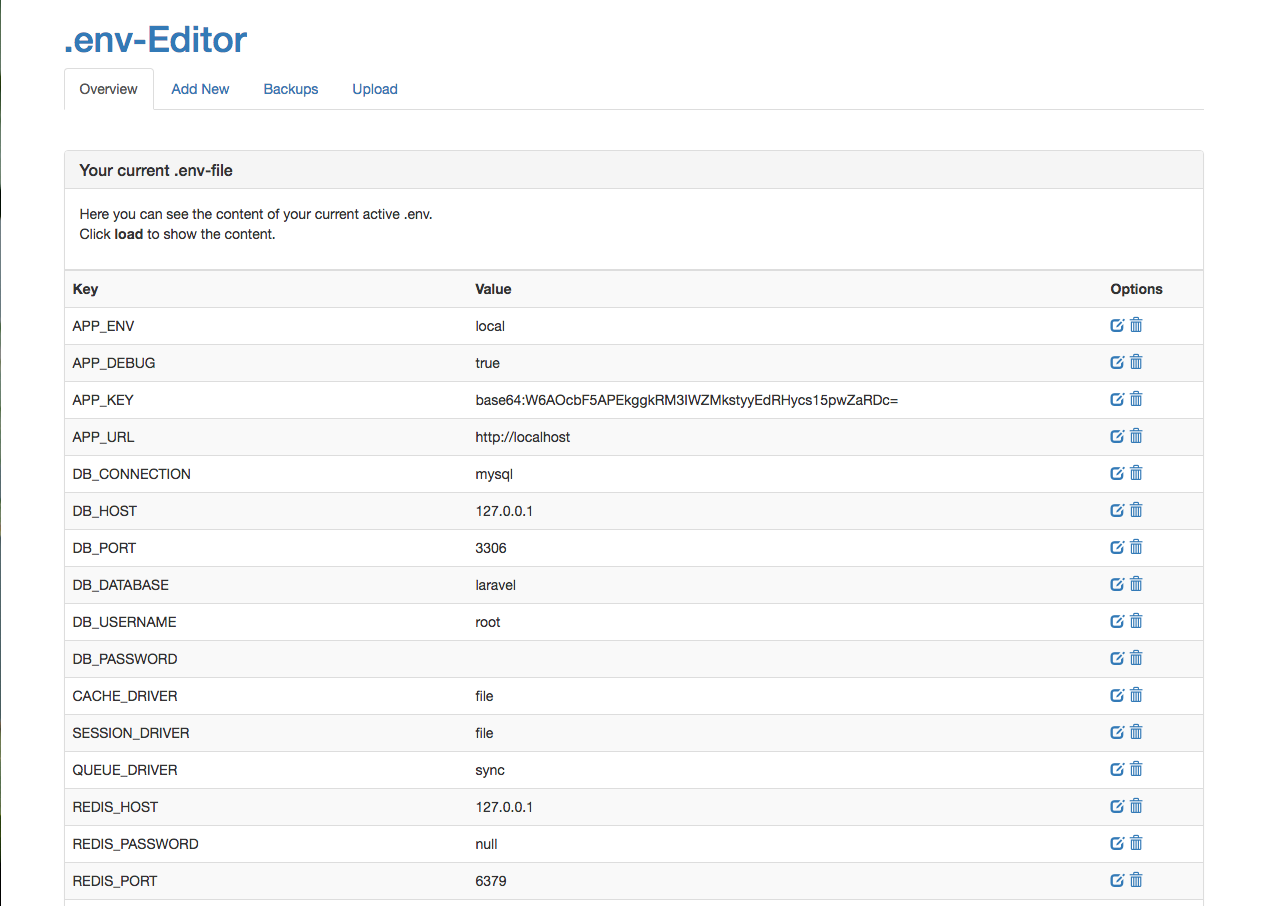 .env-Editor
Overview Add New Backups Upload
Your current .env-file
Here you can see the content of your current active .env.
Click load to show the content.
Key Value Options
APP_ENV local
APP_DEBUG true
APP_KEY base64:W6AOcbF5APEkggkRM3IWZMkstyyEdRHycs15pwZaRDc=
APP_URL http://localhost
DB_CONNECTION mysql
DB_HOST 127.0.0.1
DB_PORT 3306
DB_DATABASE laravel
DB_USERNAME root
DB_PASSWORD
CACHE_DRIVER file
SESSION_DRIVER file
QUEUE_DRIVER sync
REDIS_HOST 127.0.0.1
REDIS_PASSWORD null
REDIS_PORT 6379